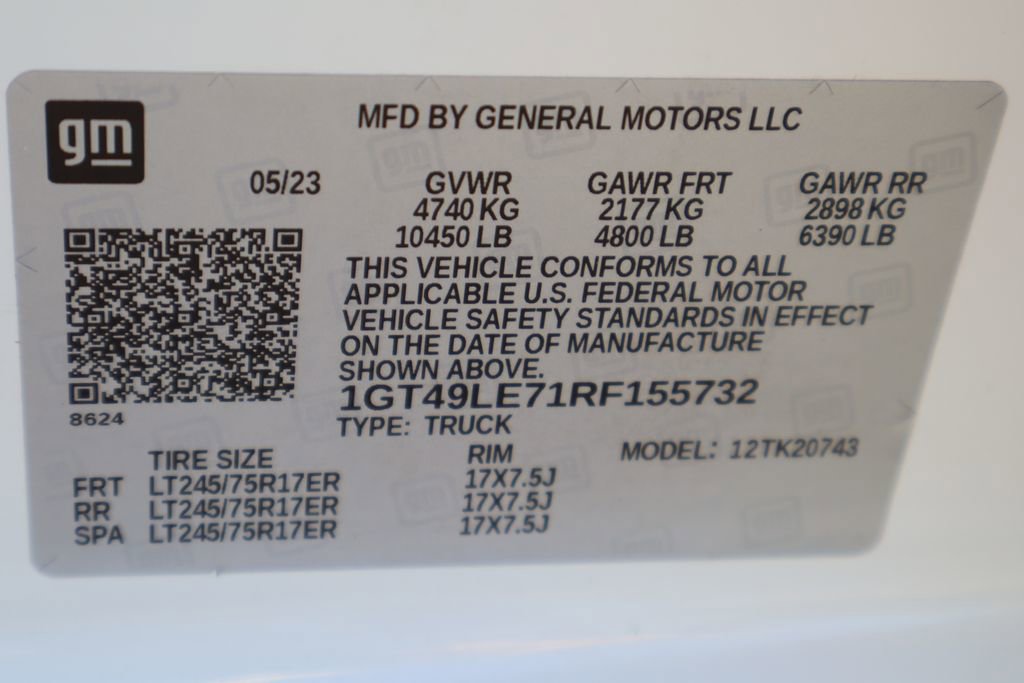 gm
MFD BY GENERAL MOTORS LLC
05/23 GVWR GAWR FRT GAWR RR
4740 KG 2177 KG 2898 KG
10450 LB 4800 LB 6390 LB
THIS VEHICLE CONFORMS TO ALL
APPLICABLE U.S. FEDERAL MOTOR
VEHICLE SAFETY STANDARDS IN EFFECT
ON THE DATE OF MANUFACTURE
SHOWN ABOVE.
1GT49LE71RF155732
8624
TYPE: TRUCK
TIRE SIZE RIM MODEL: 12TK20743
FRT LT245/75R17ER 17X7.5J
RR LT245/75R17ER 17X7.5J
SPA LT245/75R17ER 17X7.5J